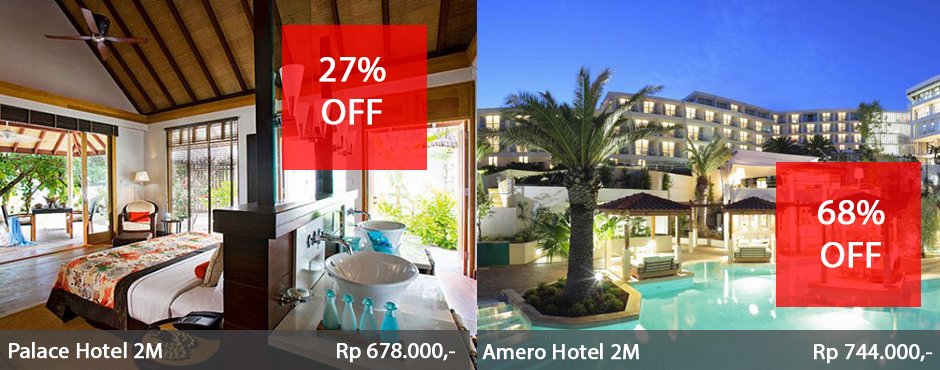 27%
OFF
Palace Hotel 2M Rp 678.000,-
68%
OFF
Amero Hotel 2M Rp 744.000,-